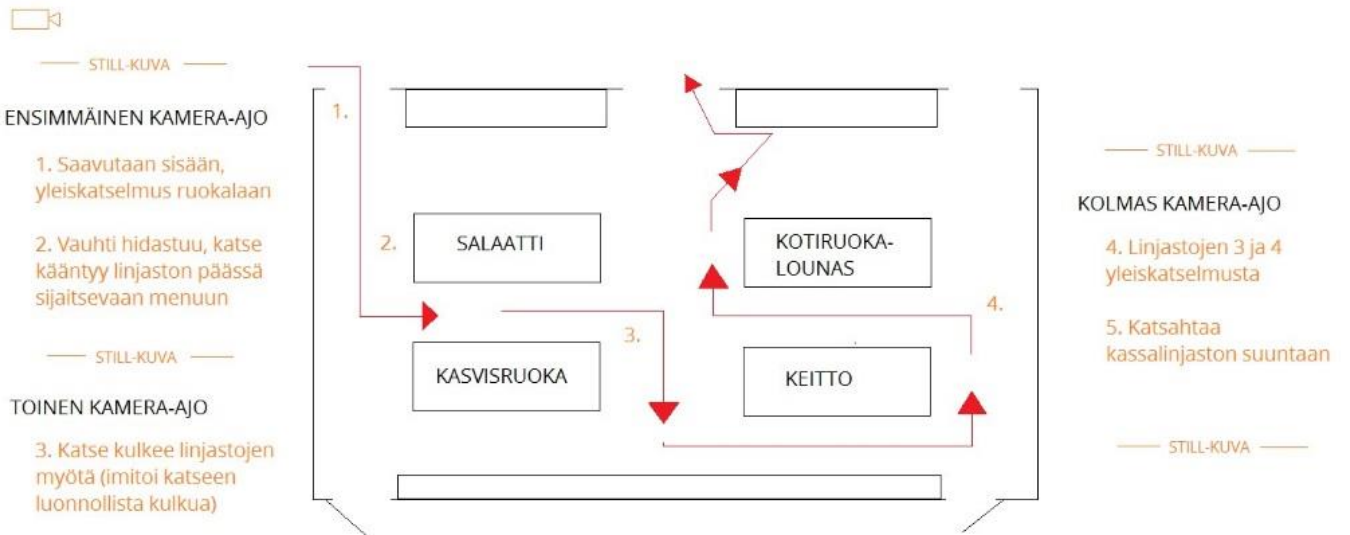 STILL-KUVA
ENSIMMÄINEN KAMERA-AJO
1. Saavutaan sisään,
yleiskatselmus ruokalaan
2. Vauhti hidastuu, katse
kääntyy linjaston päässä
sijaitsevaan menuun
STILL-KUVA
TOINEN KAMERA-AJO
3. Katse kulkee linjastojen
myötä (imitoi katseen
luonnollista kulkua)
1.
2.
SALAATTI
KASVISRUOKA
3.
KOTIRUOKA-
LOUNAS
KEITTO
4.
STILL-KUVA
KOLMAS KAMERA-AJO
4. Linjastojen 3 ja 4
yleiskatselmusta
5. Katsahtaa
kassalinjaston suuntaan
STILL-KUVA